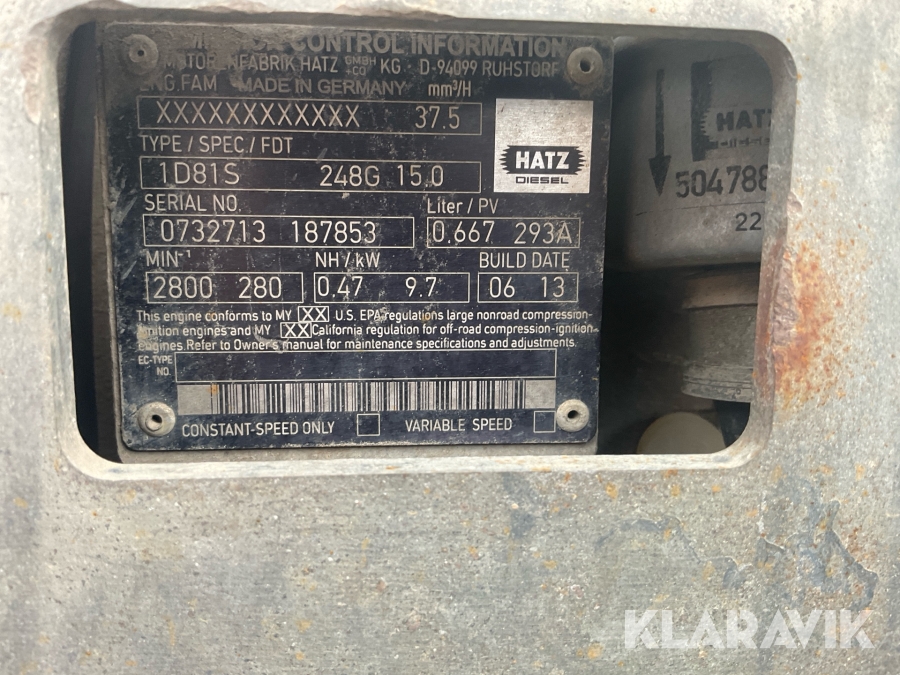 CONTROL INFORMATION
MOTORENFABRIK HATZ GMBH CO KG · D-94099 RUHSTORF
ENG.FAM MADE IN GERMANY mm³/H
XXXXXXXXXXXX 37.5
TYPE / SPEC./ FDT
1D81S 248G 15.0
HATZ
DIESEL
SERIAL NO. Liter / PV
0732713 187853 0.667 293A
MIN⁻¹ NH / kW BUILD DATE
2800 280 0.47 9.7 06 13
This engine conforms to MY XX U.S. EPA regulations large nonroad compression-
ignition engines and MY XX California regulation for off-road compression-ignition
engines. Refer to Owner's manual for maintenance specifications and adjustments.
EC-TYPE
NO.
CONSTANT-SPEED ONLY VARIABLE SPEED
HATZ
504788
22
KLARAVIK